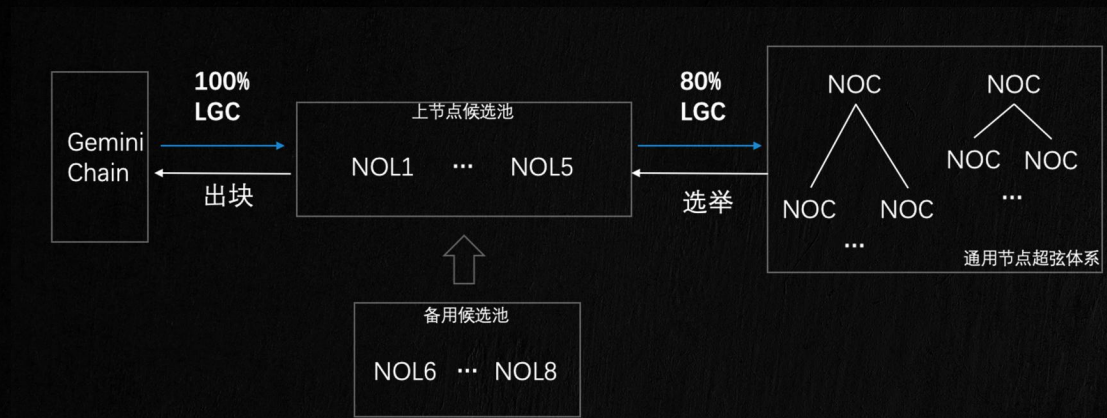 Gemini
Chain
100%
LGC
出块
上节点候选池
NOL1 ··· NOL5
80%
LGC
选举
NOC
NOC NOC
···
NOC
NOC NOC
···
通用节点超弦体系
备用候选池
NOL6 ··· NOL8